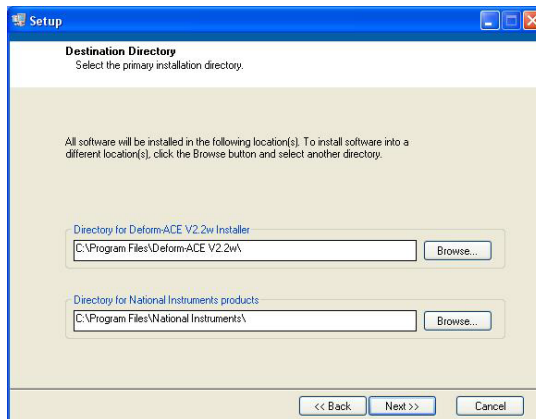 Setup
Destination Directory
Select the primary installation directory.
All software will be installed in the following location(s). To install software into a
different location(s), click the Browse button and select another directory.
Directory for Deform-ACE V2.2w Installer
C:\Program Files\Deform-ACE V2.2w\
Browse...
Directory for National Instruments products
C:\Program Files\National Instruments\
Browse...
<< Back
Next >>
Cancel